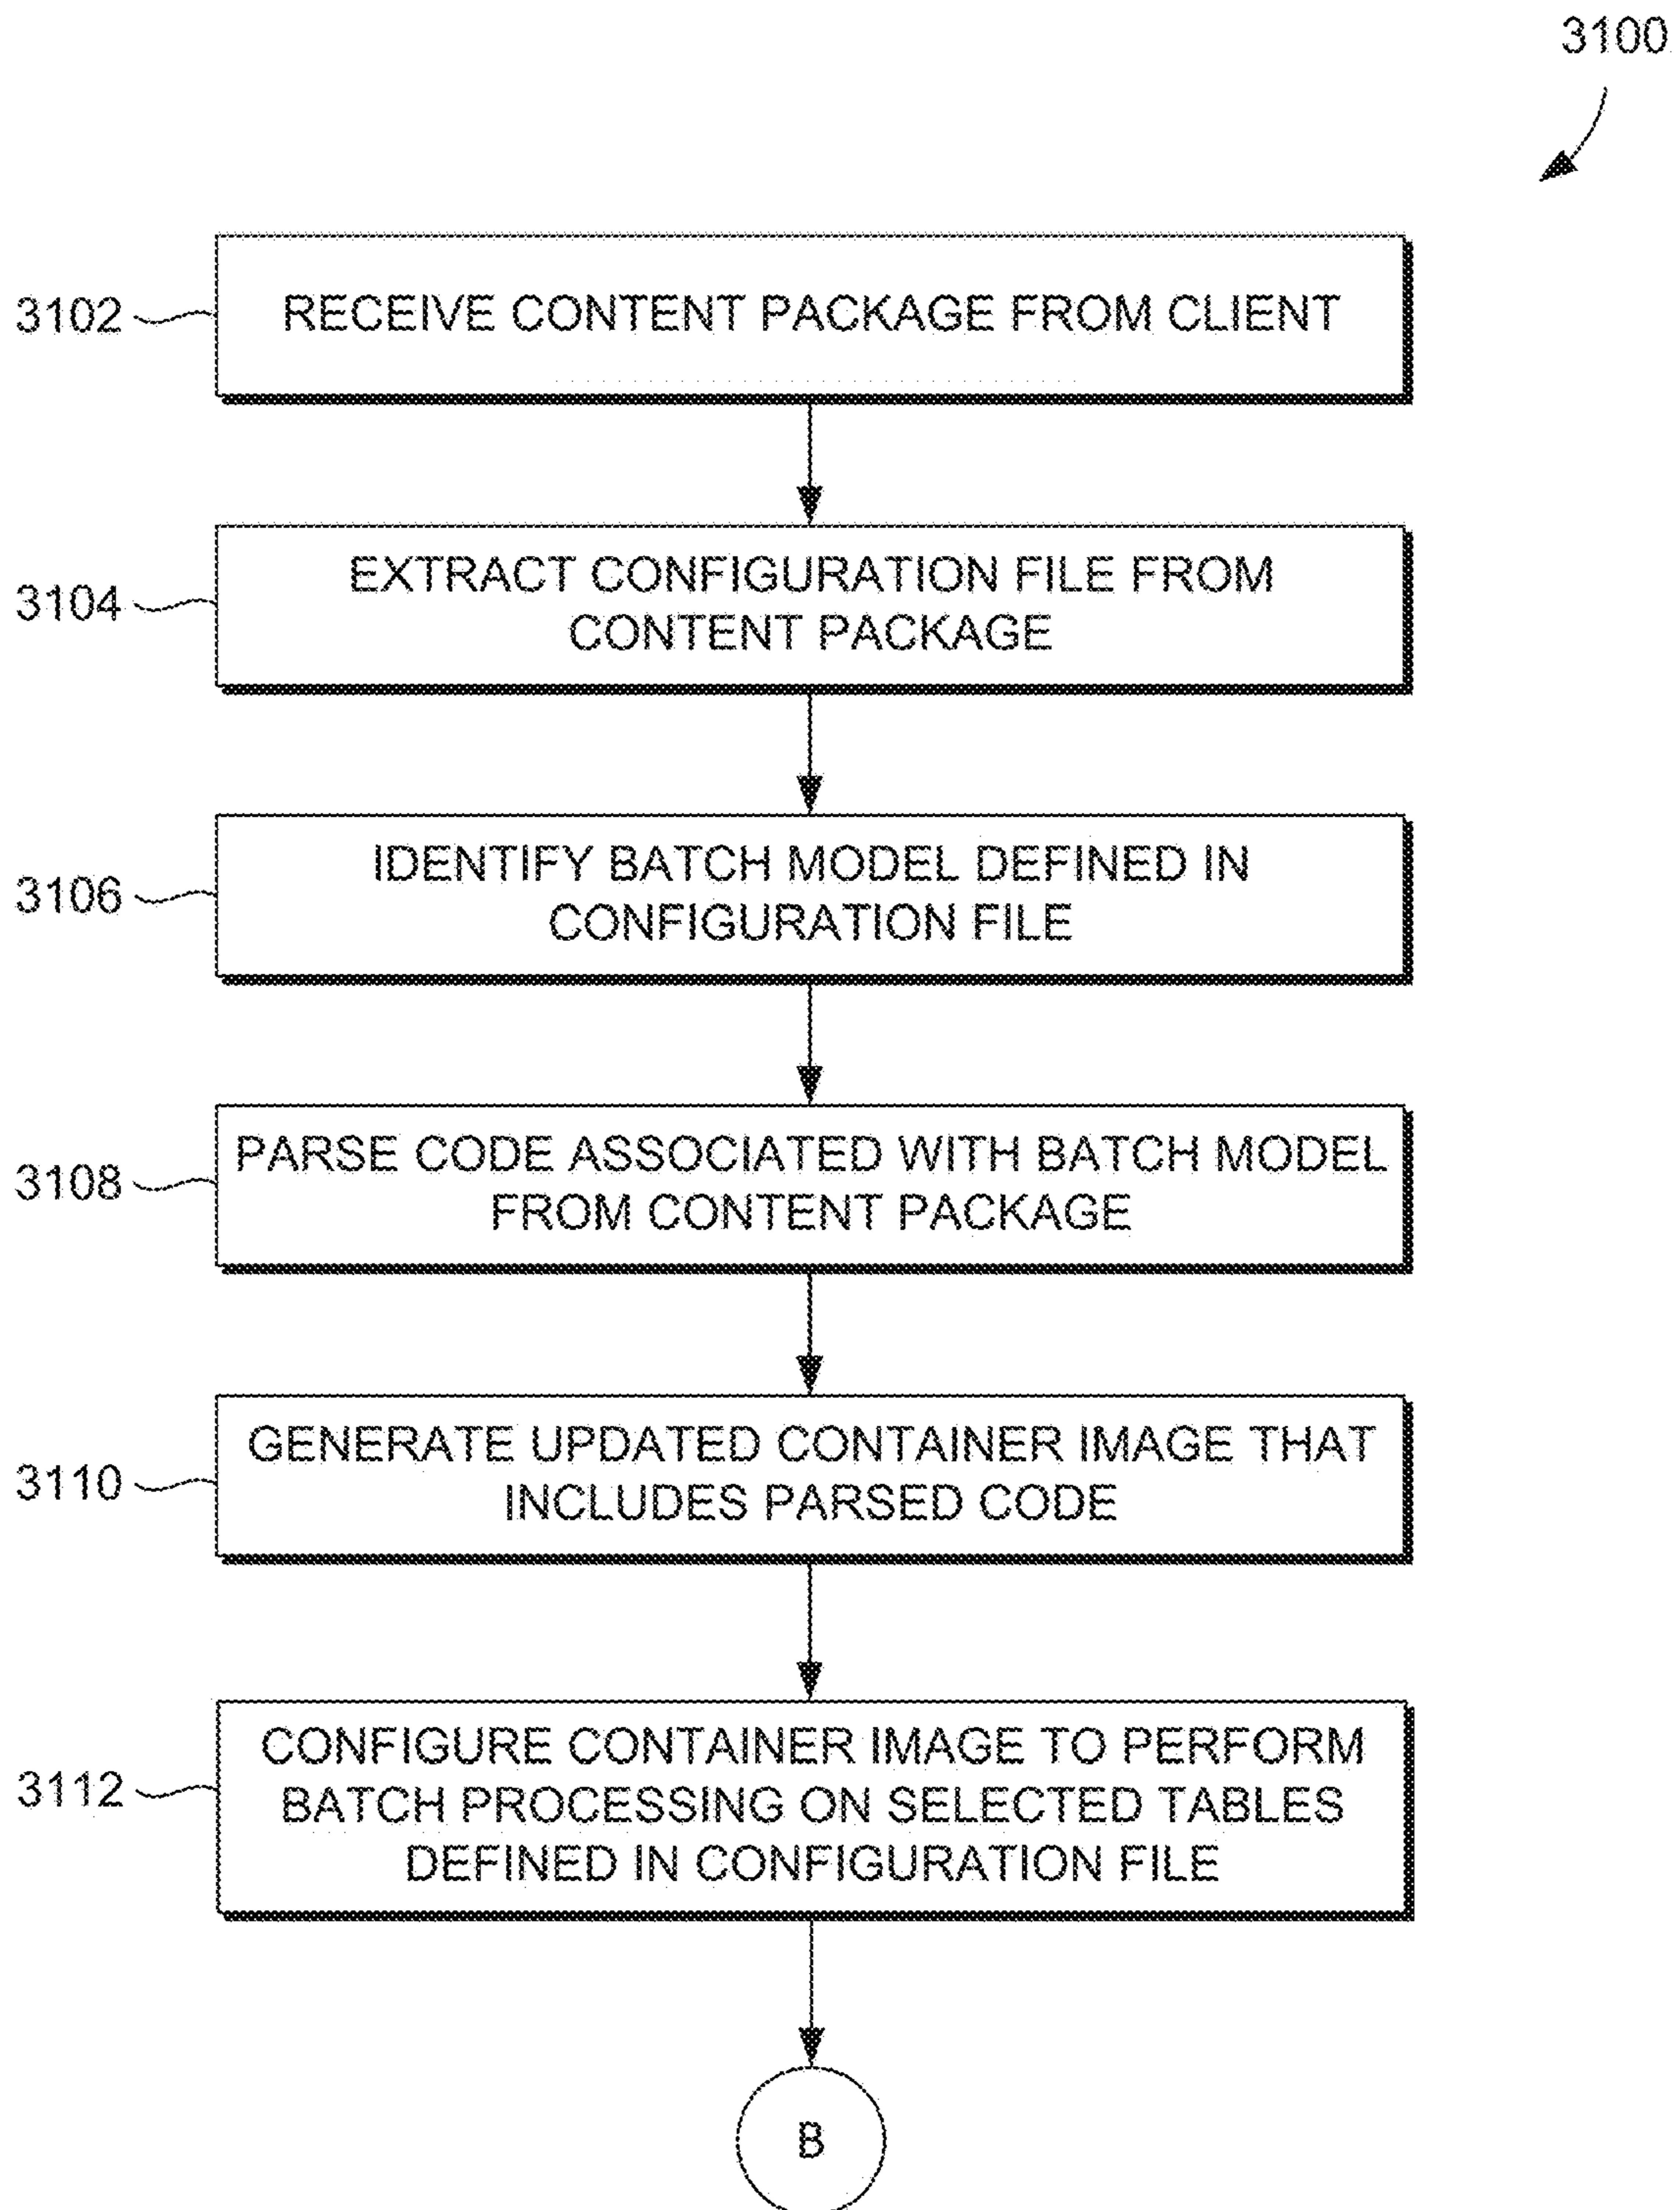 3100
3102
RECEIVE CONTENT PACKAGE FROM CLIENT
3104
EXTRACT CONFIGURATION FILE FROM
CONTENT PACKAGE
3106
IDENTIFY BATCH MODEL DEFINED IN
CONFIGURATION FILE
3108
PARSE CODE ASSOCIATED WITH BATCH MODEL
FROM CONTENT PACKAGE
3110
GENERATE UPDATED CONTAINER IMAGE THAT
INCLUDES PARSED CODE
3112
CONFIGURE CONTAINER IMAGE TO PERFORM
BATCH PROCESSING ON SELECTED TABLES
DEFINED IN CONFIGURATION FILE
B